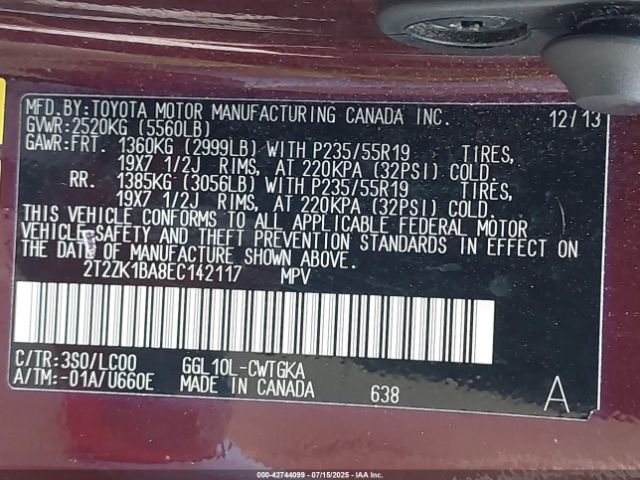 MFD.BY:TOYOTA MOTOR MANUFACTURING CANADA INC. 12/13
GVWR:2520KG (5560LB)
GAWR:FRT. 1360KG (2999LB) WITH P235/55R19 TIRES,
19X7 1/2J RIMS, AT 220KPA (32PSI) COLD.
RR. 1385KG (3056LB) WITH P235/55R19 TIRES,
19X7 1/2J RIMS, AT 220KPA (32PSI) COLD.
THIS VEHICLE CONFORMS TO ALL APPLICABLE FEDERAL MOTOR
VEHICLE SAFETY AND THEFT PREVENTION STANDARDS IN EFFECT ON
THE DATE OF MANUFACTURE SHOWN ABOVE.
2T2ZK1BA8EC142117 MPV
C/TR:3S0/LC00 GGL10L-CWTGKA
A/TM:-01A/U660E MADE IN CANADA 638 A
000-42744099 - 07/15/2025 - IAAI.COM